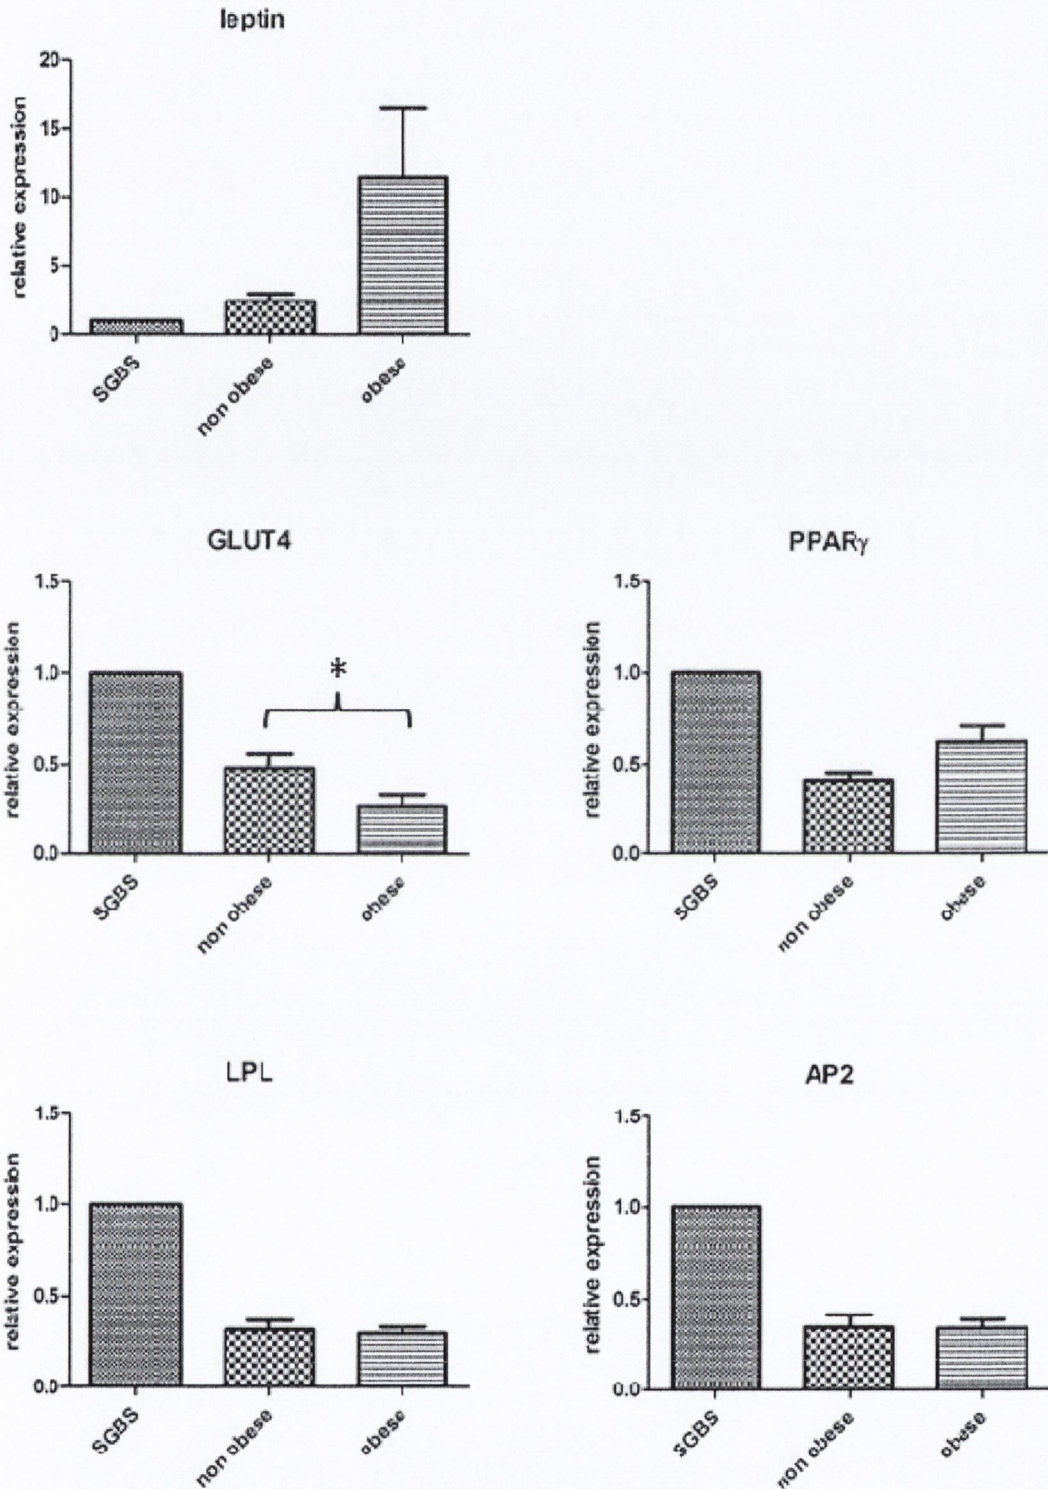 leptin
relative expression
20
15
10
5
0
SGBS
non obese
obese
GLUT4
relative expression
1.5
1.0
0.5
0.0
*
SGBS
non obese
obese
PPARγ
relative expression
1.5
1.0
0.5
0.0
SGBS
non obese
obese
LPL
relative expression
1.5
1.0
0.5
0.0
SGBS
non obese
obese
AP2
relative expression
1.5
1.0
0.5
0.0
SGBS
non obese
obese